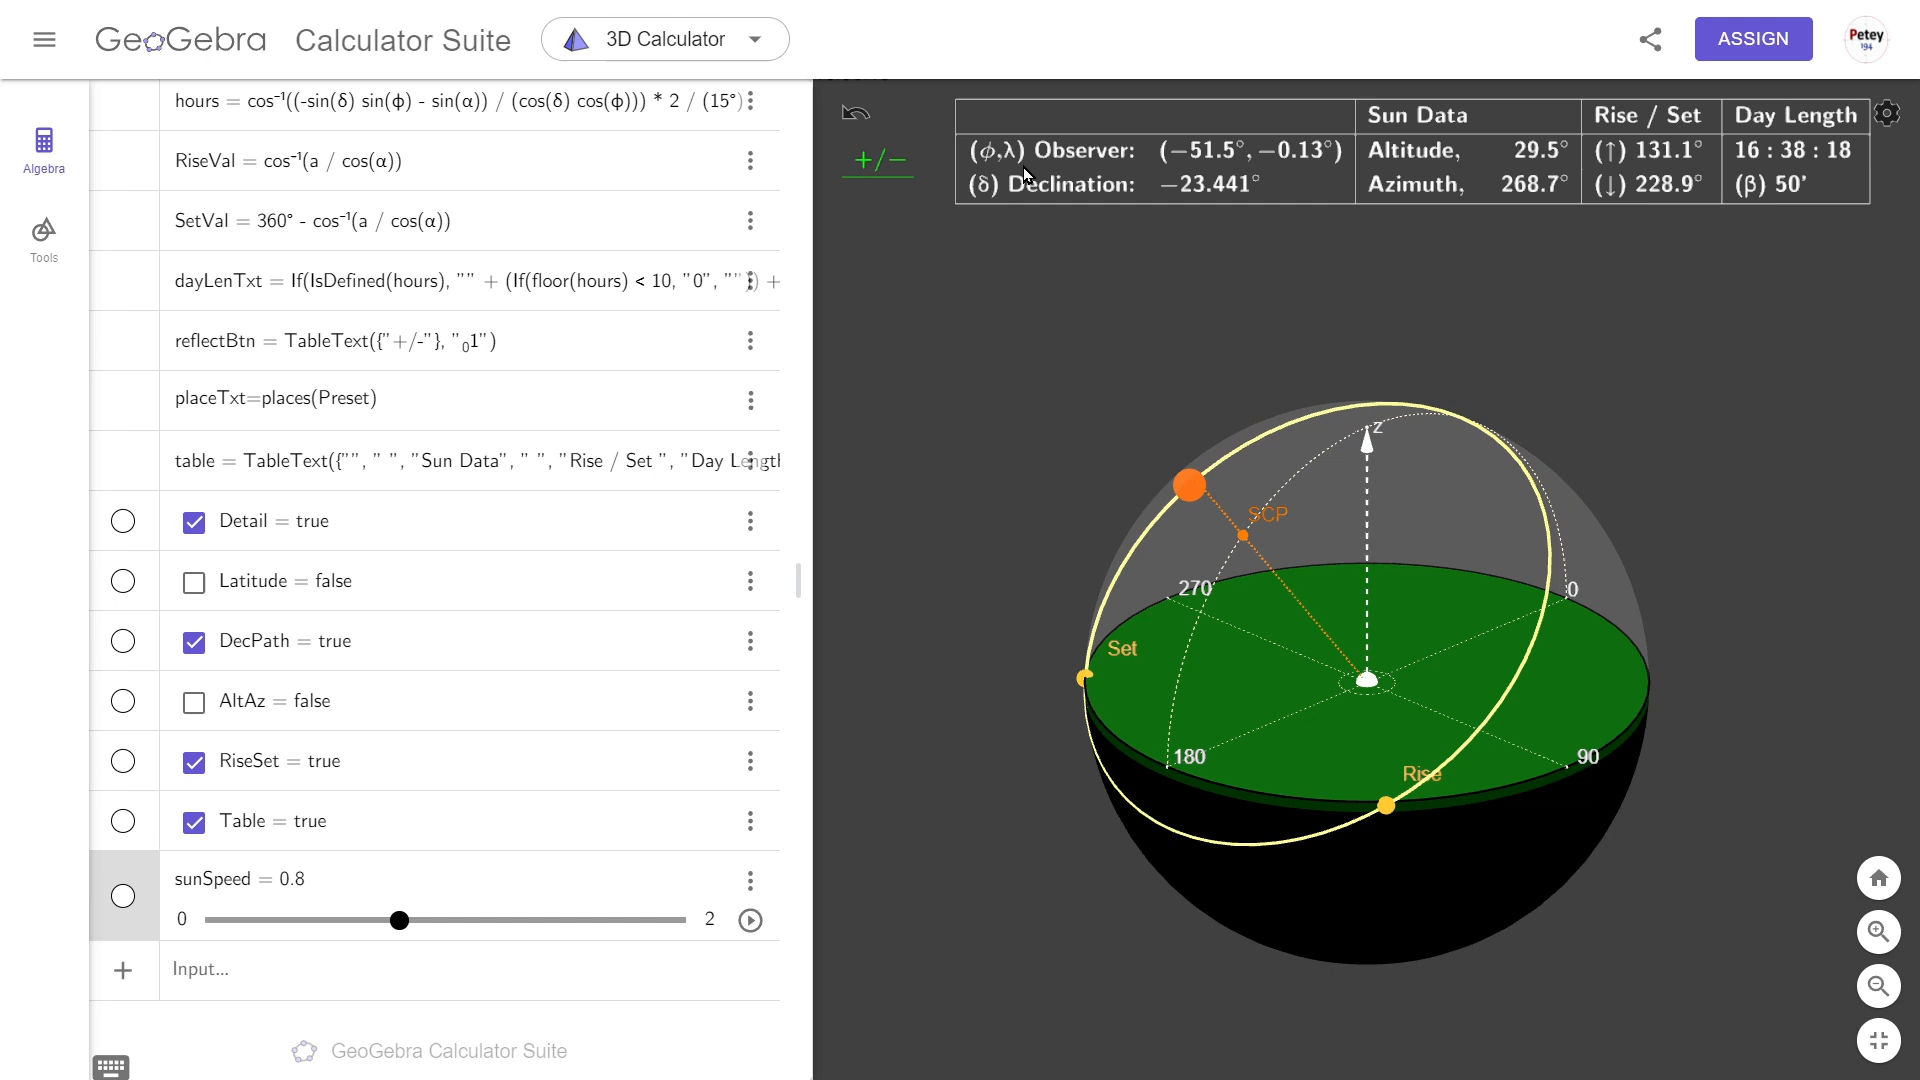 GeoGebra Calculator Suite 3D Calculator ASSIGN Petey 194
Algebra
Tools
hours = cos⁻¹((-sin(δ) sin(ϕ) - sin(α)) / (cos(δ) cos(ϕ))) * 2 / (15°)
RiseVal = cos⁻¹(a / cos(α))
SetVal = 360° - cos⁻¹(a / cos(α))
dayLenTxt = If(IsDefined(hours), "" + (If(floor(hours) < 10, "0", "")) +
reflectBtn = TableText({"+/-"}, "₀1")
placeTxt=places(Preset)
table = TableText({"", " ", "Sun Data", " ", "Rise / Set ", "Day Length
Detail = true
Latitude = false
DecPath = true
AltAz = false
RiseSet = true
Table = true
sunSpeed = 0.8
0 2
Input...
GeoGebra Calculator Suite
+/−
Sun Data Rise / Set Day Length
(ϕ,λ) Observer: (−51.5°, −0.13°) Altitude, 29.5° (↑) 131.1° 16 : 38 : 18
(δ) Declination: −23.441° Azimuth, 268.7° (↓) 228.9° (β) 50'
z
SCP
270
0
Set
180
90
Rise